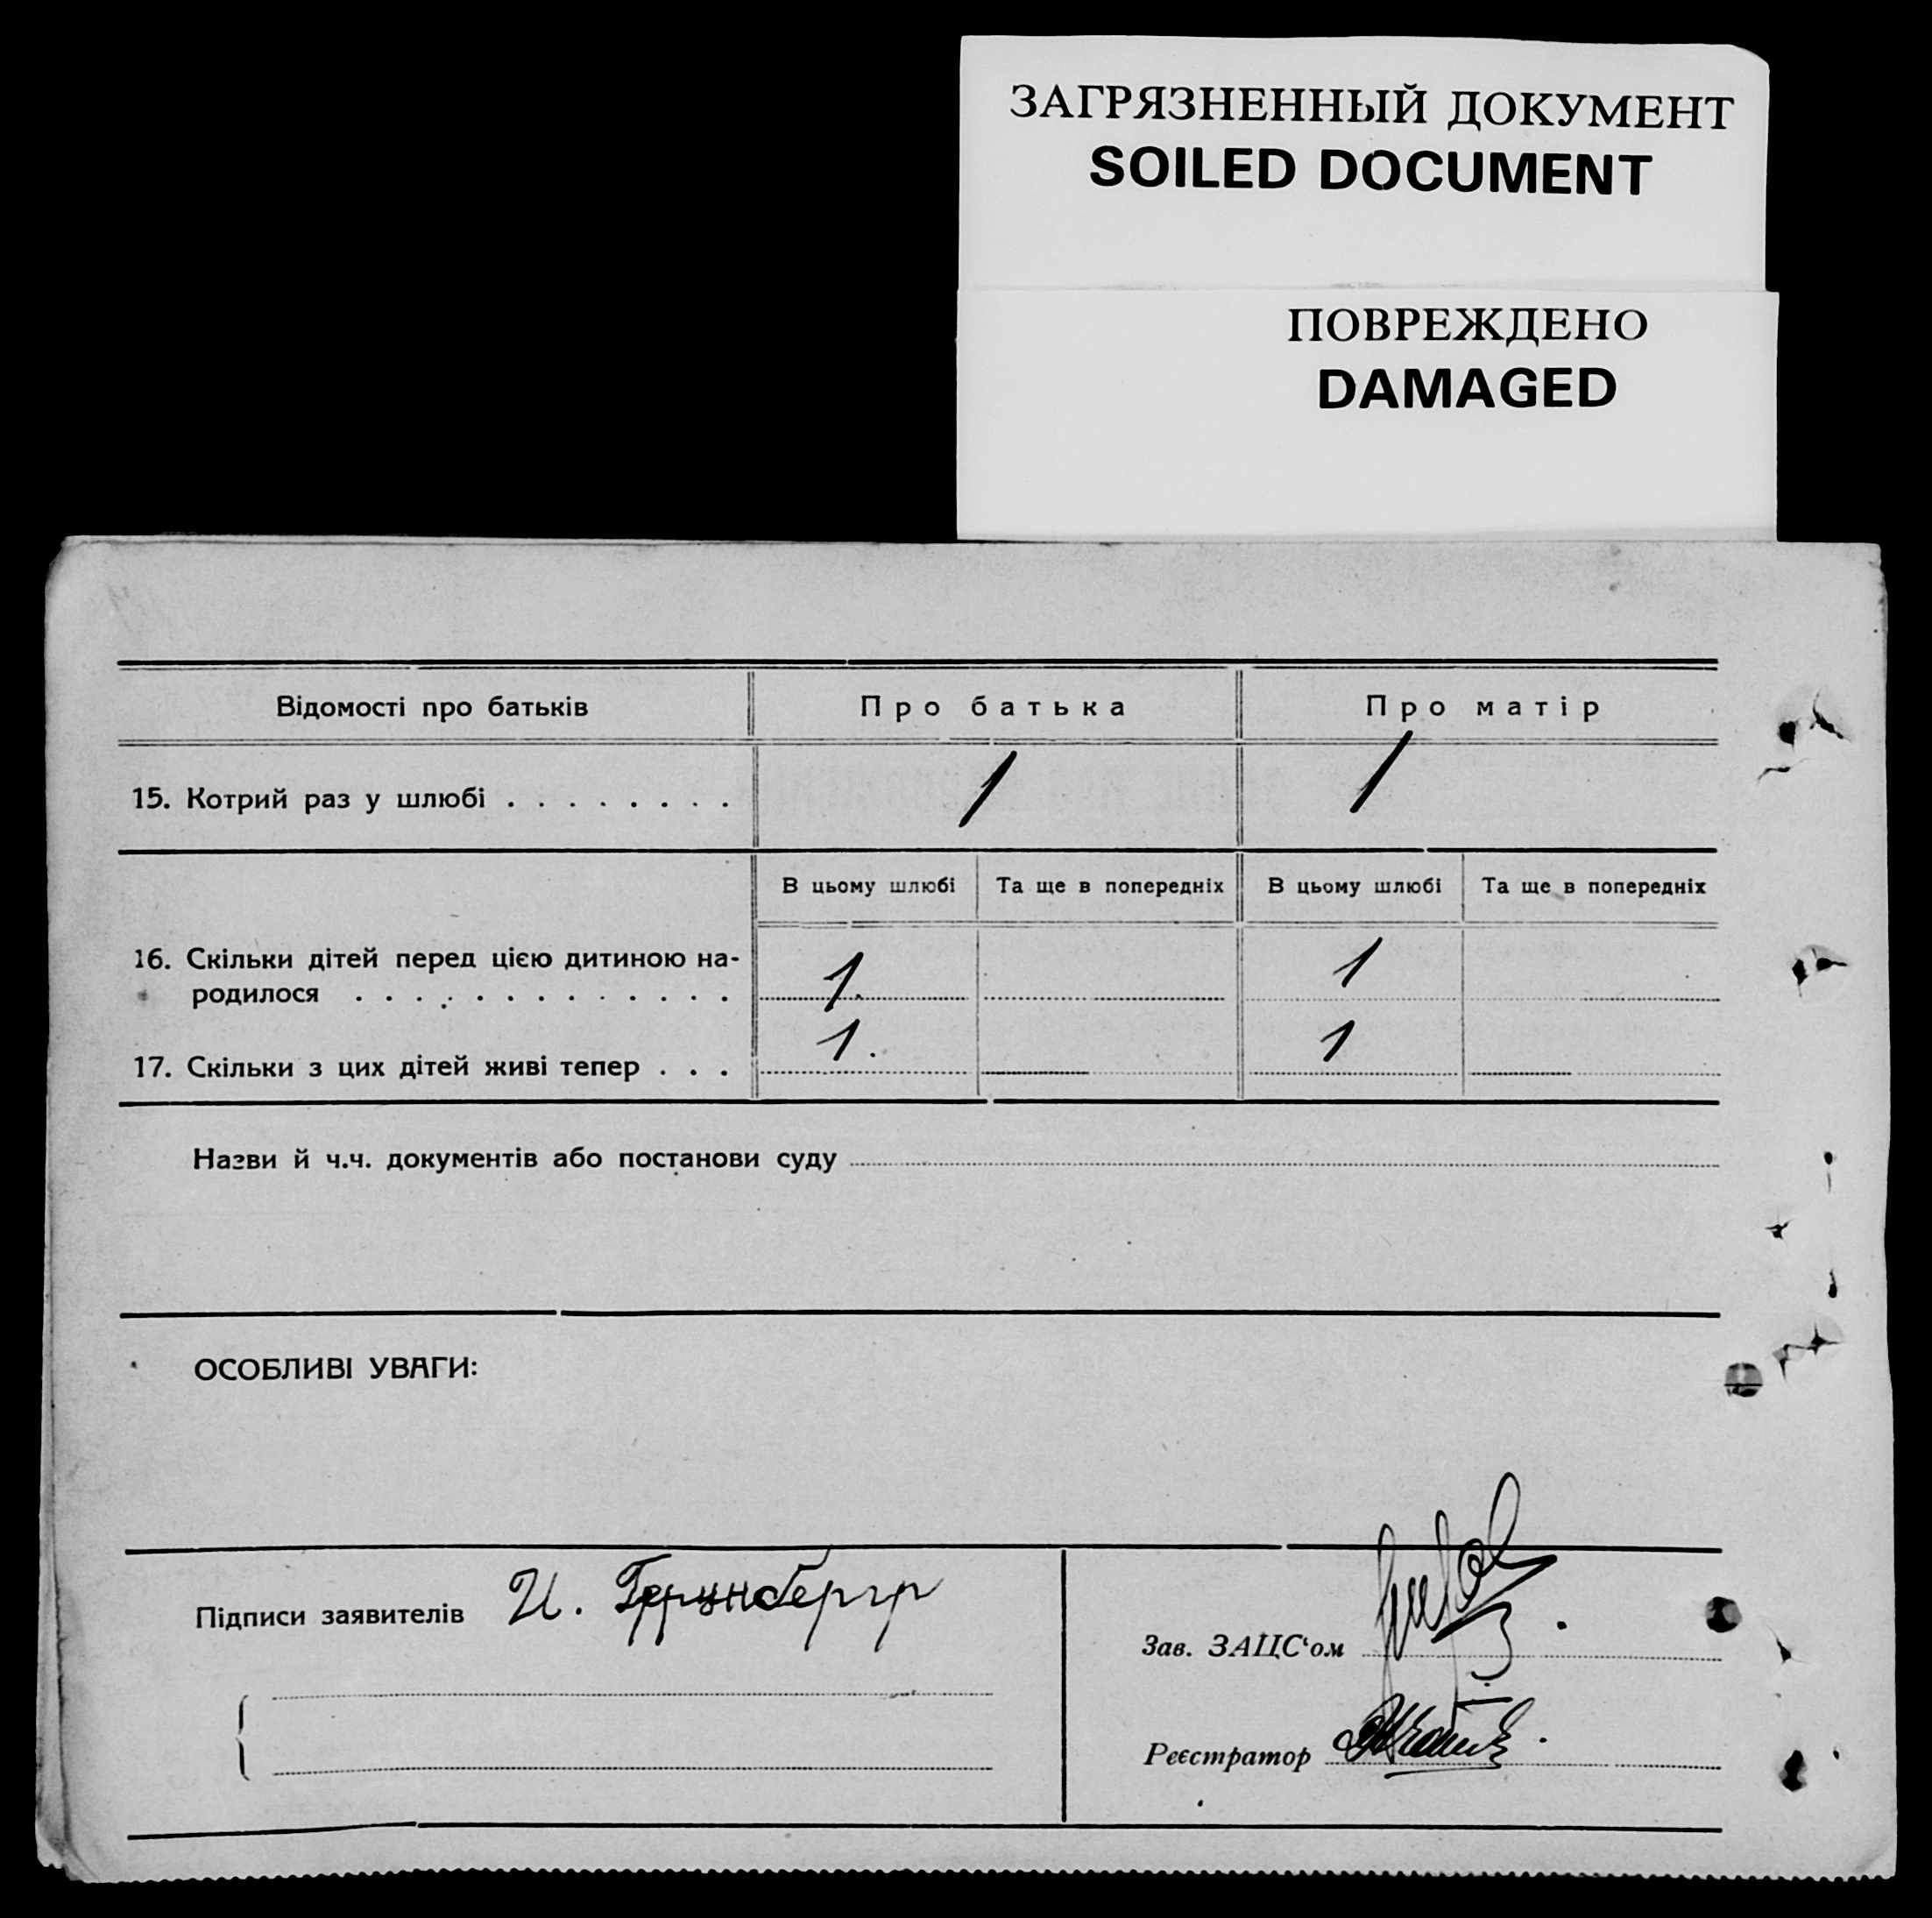 ЗАГРЯЗНЕННЫЙ ДОКУМЕНТ
SOILED DOCUMENT
ПОВРЕЖДЕНО
DAMAGED
Відомості про батьків Про батька Про матір
15. Котрий раз у шлюбі . . . . . . . . 1 1
В цьому шлюбі Та ще в попередніх В цьому шлюбі Та ще в попередніх
16. Скільки дітей перед цією дитиною на-
родилося . . . . . . . . . . . . . 1. 1
17. Скільки з цих дітей живі тепер . . . 1. 1
Назви й ч.ч. документів або постанови суду
ОСОБЛИВІ УВАГИ:
Підписи заявителів И.
Зав. ЗАЦС‘ом
Реєстратор